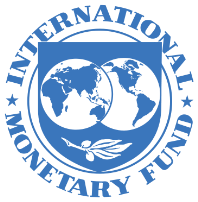 INTERNATIONAL
★ MONETARY FUND ★